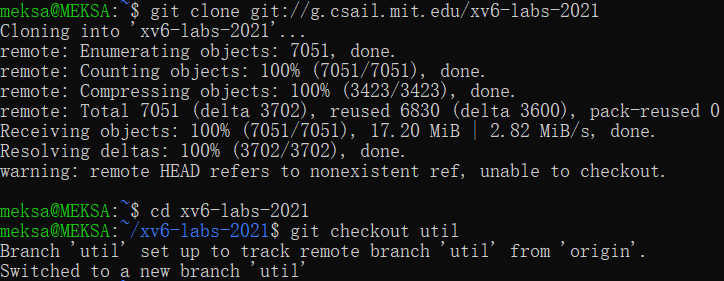 meksa@MEKSA:~$ git clone git://g.csail.mit.edu/xv6-labs-2021
Cloning into 'xv6-labs-2021'...
remote: Enumerating objects: 7051, done.
remote: Counting objects: 100% (7051/7051), done.
remote: Compressing objects: 100% (3423/3423), done.
remote: Total 7051 (delta 3702), reused 6830 (delta 3600), pack-reused 0
Receiving objects: 100% (7051/7051), 17.20 MiB | 2.82 MiB/s, done.
Resolving deltas: 100% (3702/3702), done.
warning: remote HEAD refers to nonexistent ref, unable to checkout.
meksa@MEKSA:~$ cd xv6-labs-2021
meksa@MEKSA:~/xv6-labs-2021$ git checkout util
Branch 'util' set up to track remote branch 'util' from 'origin'.
Switched to a new branch 'util'